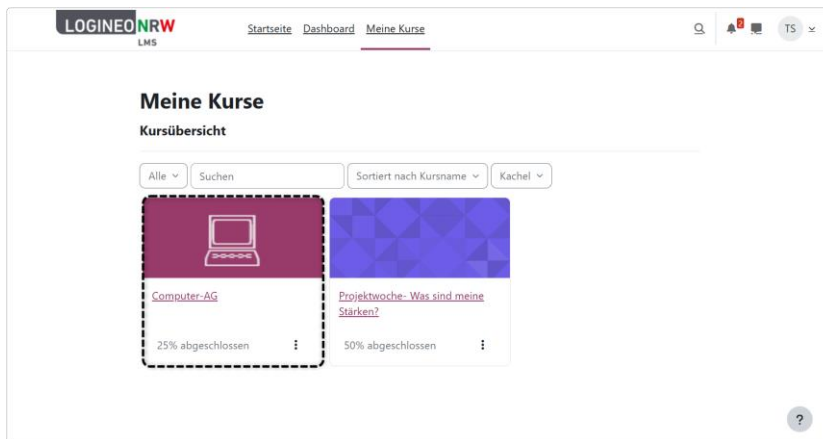 LOGINEO NRW
LMS
Startseite Dashboard Meine Kurse
2
TS
Meine Kurse
Kursübersicht
Alle Suchen Sortiert nach Kursname Kachel
Computer-AG
Projektwoche- Was sind meine
Stärken?
25% abgeschlossen
50% abgeschlossen
?